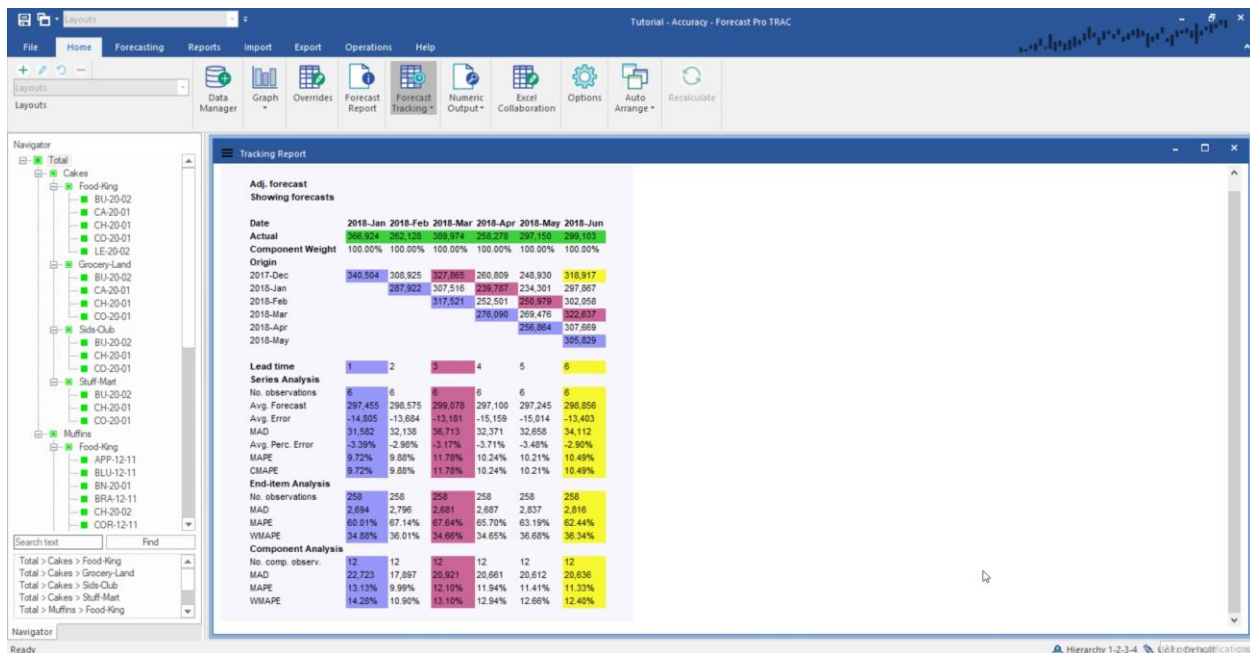 Layouts
Tutorial - Accuracy - Forecast Pro TRAC
File Home Forecasting Reports Import Export Operations Help
Layouts
Layouts
Data Manager
Graph
Overrides
Forecast Report
Forecast Tracking
Numeric Output
Excel Collaboration
Options
Auto Arrange
Recalculate
Navigator
Total
Cakes
Food-King
BU-20-02
CA-20-01
CH-20-01
CO-20-01
LE-20-02
Grocery-Land
BU-20-02
CA-20-01
CH-20-01
CO-20-01
Sids-Club
BU-20-02
CH-20-01
CO-20-01
Stuff-Mart
BU-20-02
CH-20-01
CO-20-01
Muffins
Food-King
APP-12-11
BLU-12-11
BN-20-01
BRA-12-11
CH-20-02
COR-12-11
Search text Find
Total > Cakes > Food-King
Total > Cakes > Grocery-Land
Total > Cakes > Sids-Club
Total > Cakes > Stuff-Mart
Total > Muffins > Food-King
Navigator
Tracking Report
Adj. forecast
Showing forecasts
Date 2018-Jan 2018-Feb 2018-Mar 2018-Apr 2018-May 2018-Jun
Actual 366,924 262,128 389,974 258,278 297,150 299,103
Component Weight 100.00% 100.00% 100.00% 100.00% 100.00% 100.00%
Origin
2017-Dec 340,504 308,925 327,865 260,809 248,930 318,917
2018-Jan 287,922 307,516 239,787 234,301 297,867
2018-Feb 317,521 252,501 250,979 302,058
2018-Mar 276,090 269,476 322,637
2018-Apr 256,864 307,669
2018-May 305,829
Lead time 1 2 3 4 5 6
Series Analysis
No. observations 6 6 6 6 6 6
Avg. Forecast 297,455 298,575 299,078 297,100 297,245 298,856
Avg. Error -14,805 -13,684 -13,181 -15,159 -15,014 -13,403
MAD 31,582 32,138 36,713 32,371 32,658 34,112
Avg. Perc. Error -3.39% -2.98% -3.17% -3.71% -3.48% -2.90%
MAPE 9.72% 9.88% 11.78% 10.24% 10.21% 10.49%
CMAPE 9.72% 9.88% 11.78% 10.24% 10.21% 10.49%
End-item Analysis
No. observations 258 258 258 258 258 258
MAD 2,694 2,796 2,681 2,687 2,837 2,816
MAPE 60.01% 67.14% 67.64% 65.70% 63.19% 62.44%
WMAPE 34.88% 36.01% 34.66% 34.65% 36.68% 36.34%
Component Analysis
No. comp. observ. 12 12 12 12 12 12
MAD 22,723 17,897 20,921 20,661 20,612 20,636
MAPE 13.13% 9.99% 12.10% 11.94% 11.41% 11.33%
WMAPE 14.28% 10.90% 13.10% 12.94% 12.66% 12.40%
Ready
Hierarchy 1-2-3-4